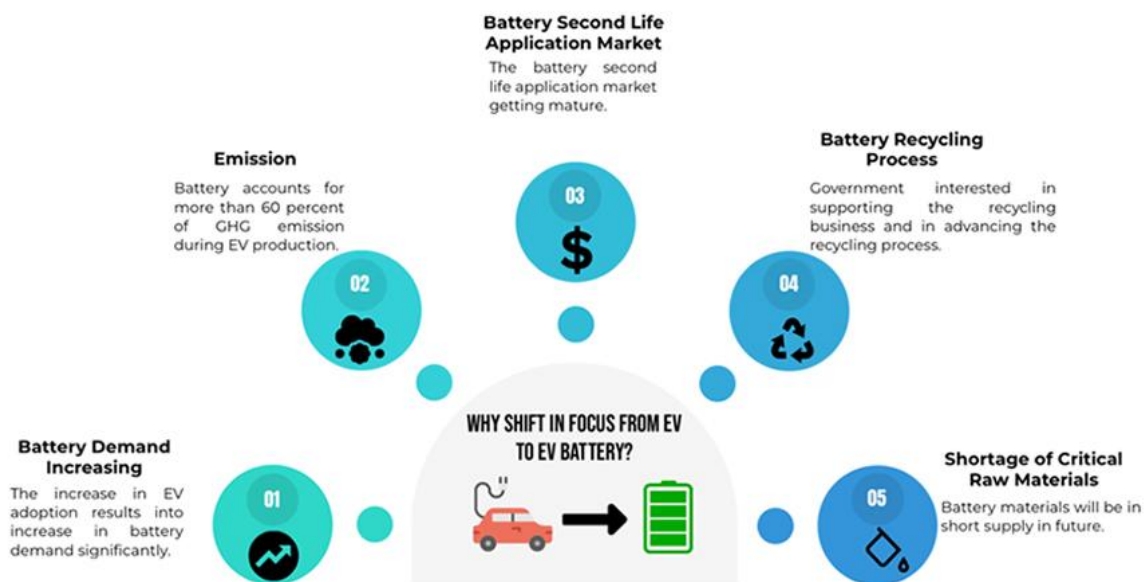 Battery Second Life
Application Market
The battery second
life application market
getting mature.
Emission
Battery accounts for
more than 60 percent
of GHG emission
during EV production.
Battery Recycling
Process
Government interested in
supporting the recycling
business and in advancing the
recycling process.
03
$
02
04
WHY SHIFT IN FOCUS FROM EV
TO EV BATTERY?
Battery Demand
Increasing
The increase in EV
adoption results into
increase in battery
demand significantly.
01
05
Shortage of Critical
Raw Materials
Battery materials will be in
short supply in future.